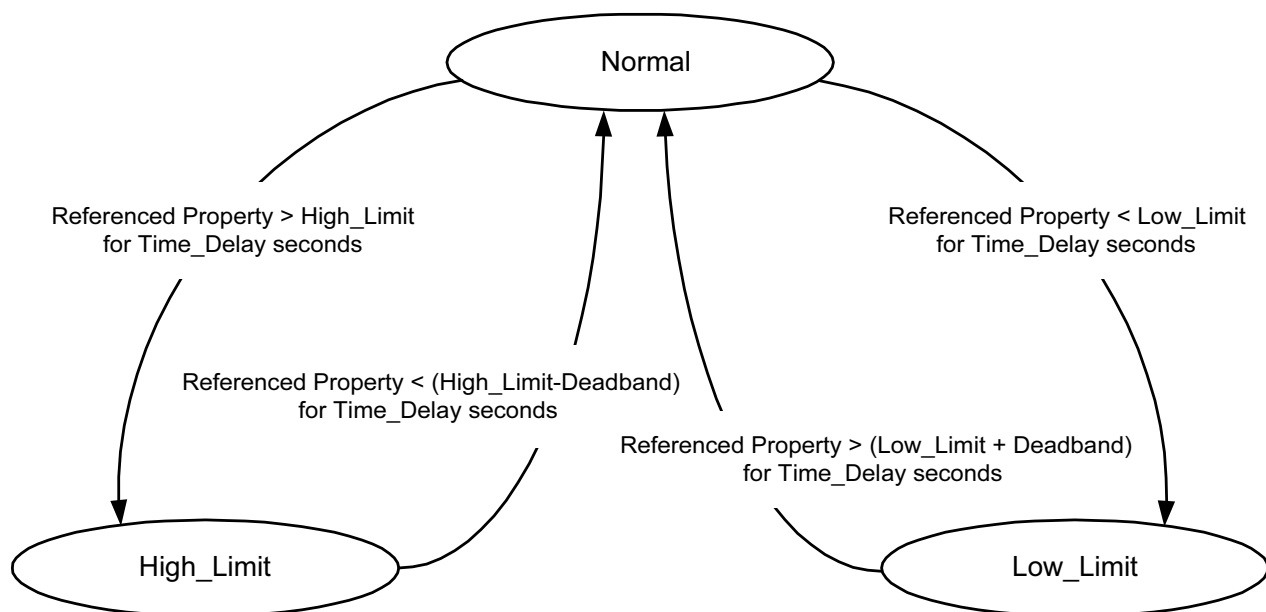 Normal
Referenced Property > High_Limit
for Time_Delay seconds
Referenced Property < Low_Limit
for Time_Delay seconds
Referenced Property < (High_Limit-Deadband)
for Time_Delay seconds
Referenced Property > (Low_Limit + Deadband)
for Time_Delay seconds
High_Limit
Low_Limit